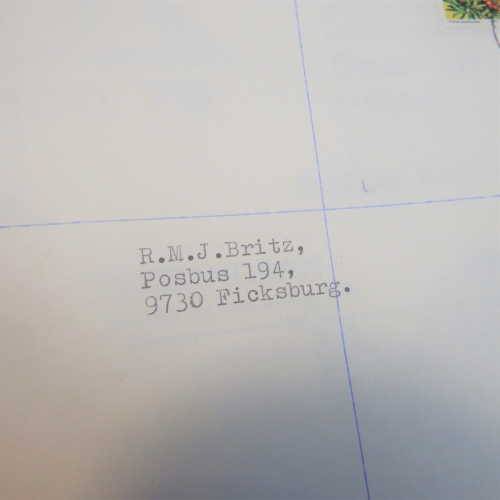 R.M.J.Britz,
Posbus 194,
9730 Ficksburg.